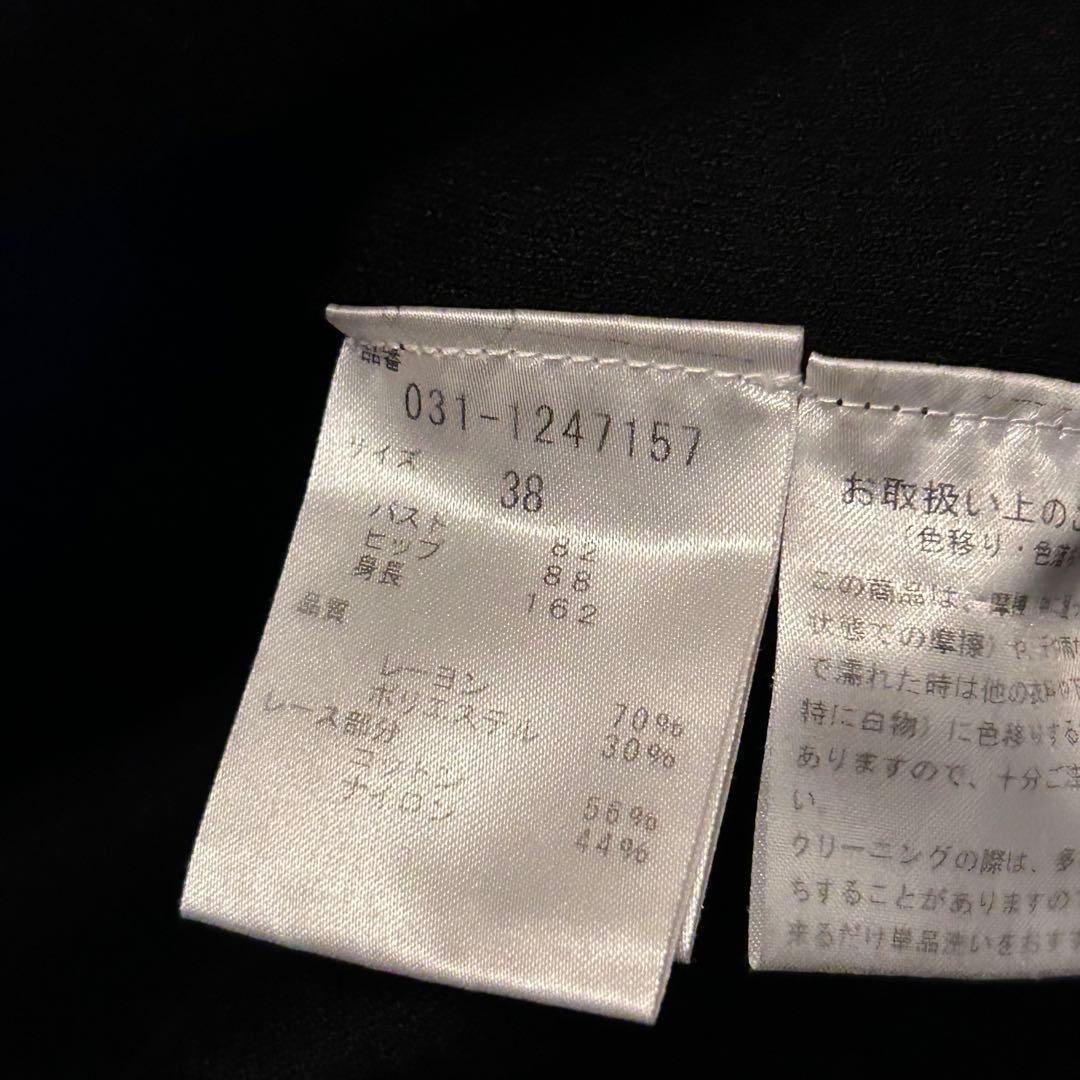 品番
031-1247157
サイズ
38
バスト 82
ヒップ 88
身長 162
品質
レーヨン 70%
ポリエステル 30%
レース部分
コットン 56%
ナイロン 44%
お取扱い上の
（色移り・色
この商品は、摩擦
状態での摩擦）や、
で濡れた時は他の衣
特に白物）に色移りする
ありますので、十分ご
い。
クリーニングの際は、多
ちすることがありますので
来るだけ単品洗いをおす